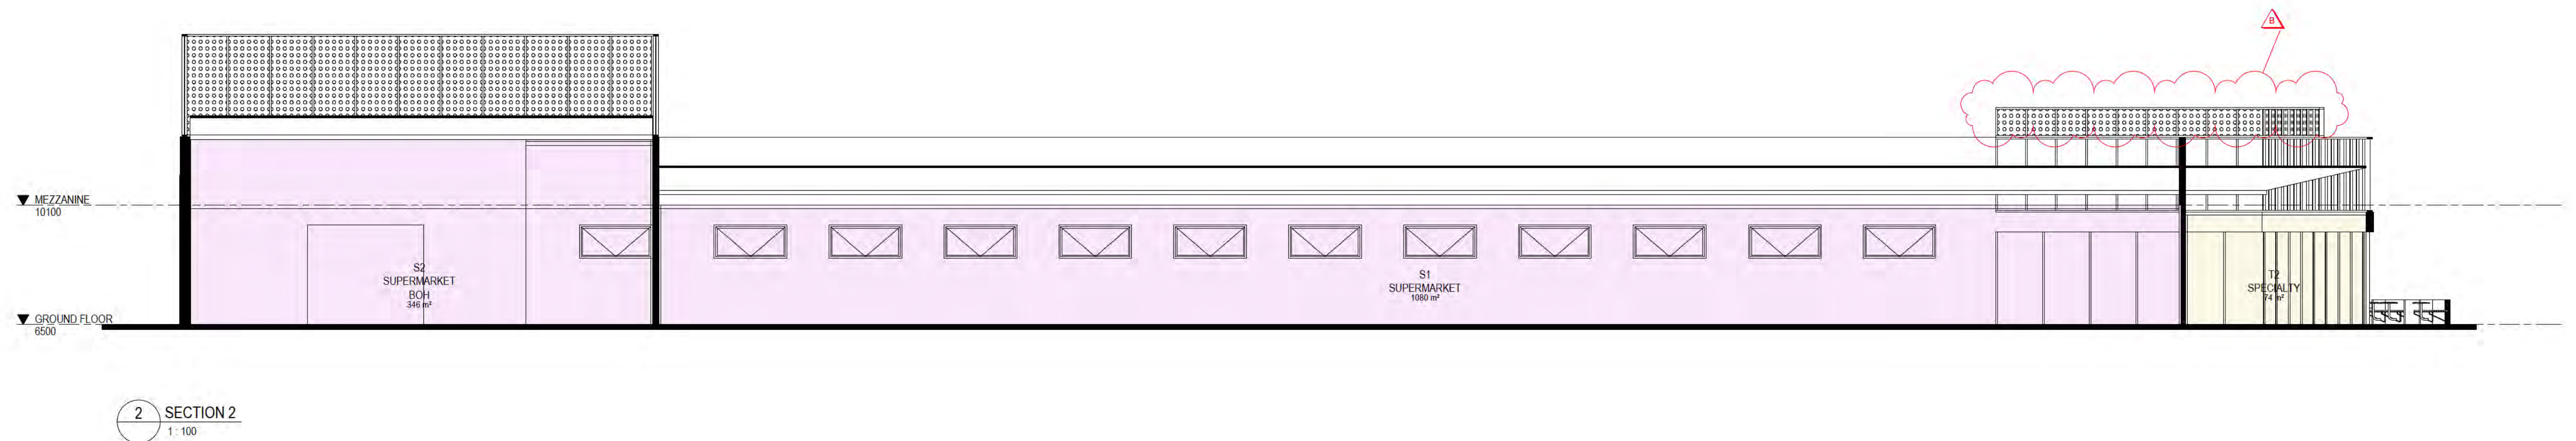 B
MEZZANINE
10100
S2
SUPERMARKET
BOH
346 m²
S1
SUPERMARKET
1080 m²
T2
SPECIALTY
74 m²
GROUND FLOOR
6500
2
SECTION 2
1 : 100